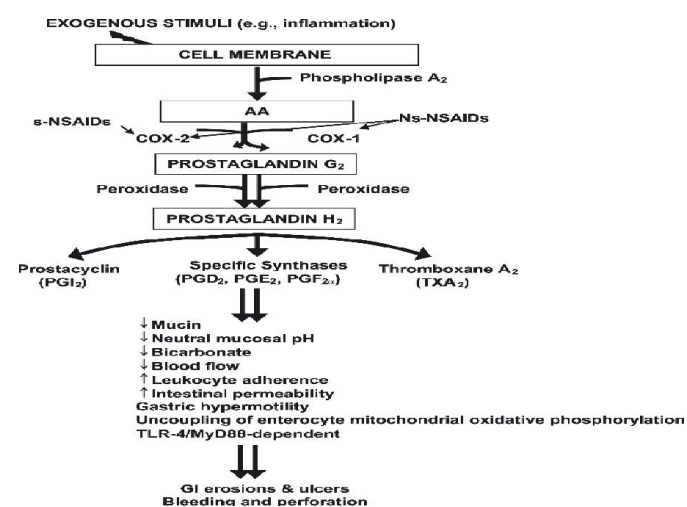 EXOGENOUS STIMULI (e.g., inflammation)
CELL MEMBRANE
Phospholipase A₂
AA
s-NSAIDs
Ns-NSAIDs
COX-2
COX-1
PROSTAGLANDIN G₂
Peroxidase
Peroxidase
PROSTAGLANDIN H₂
Prostacyclin
(PGI₂)
Specific Synthases
(PGD₂, PGE₂, PGF₂α)
Thromboxane A₂
(TXA₂)
↓Mucin
↓Neutral mucosal pH
↓Bicarbonate
↓Blood flow
↑Leukocyte adherence
↑Intestinal permeability
Gastric hypermotility
Uncoupling of enterocyte mitochondrial oxidative phosphorylation
TLR-4/MyD88-dependent
GI erosions & ulcers
Bleeding and perforation